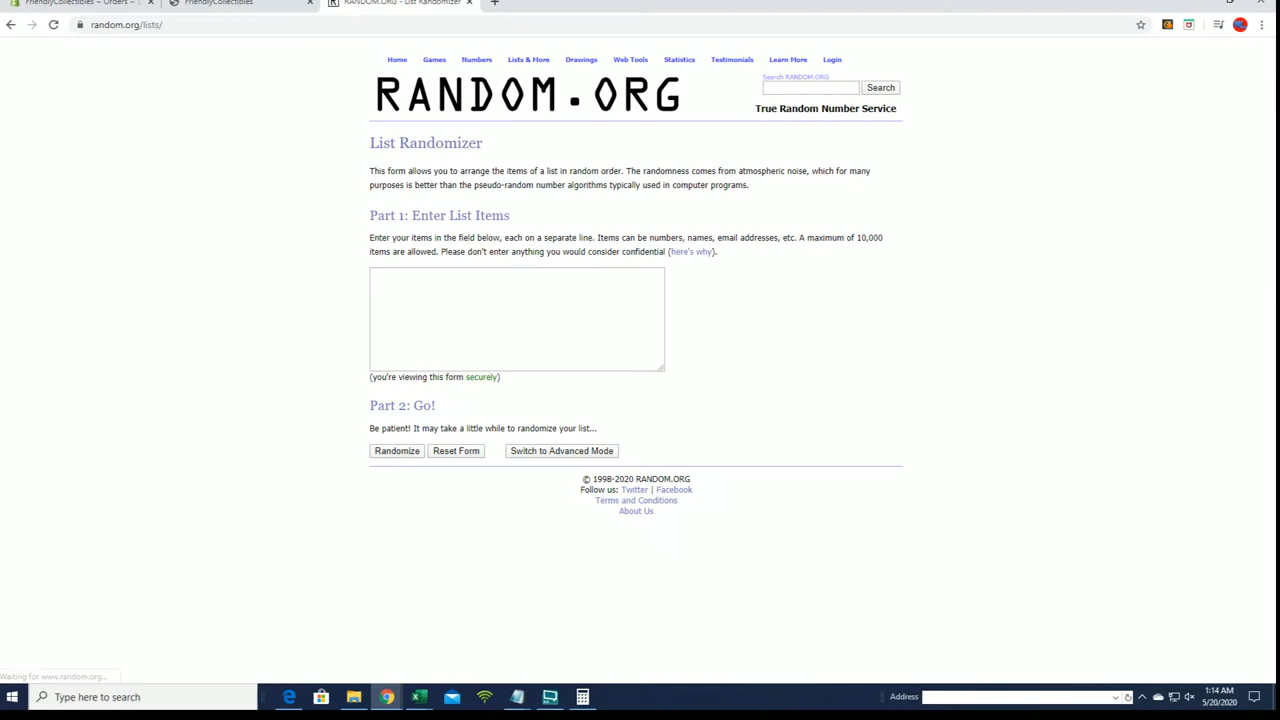 FriendlyCollectibles ~ Orders ~ FriendlyCollectibles RANDOM.ORG - List Randomizer
random.org/lists/
Home Games Numbers Lists & More Drawings Web Tools Statistics Testimonials Learn More Login
Search RANDOM.ORG
RANDOM.ORG
Search
True Random Number Service
List Randomizer
This form allows you to arrange the items of a list in random order. The randomness comes from atmospheric noise, which for many
purposes is better than the pseudo-random number algorithms typically used in computer programs.
Part 1: Enter List Items
Enter your items in the field below, each on a separate line. Items can be numbers, names, email addresses, etc. A maximum of 10,000
items are allowed. Please don't enter anything you would consider confidential (here's why).
(you're viewing this form securely)
Part 2: Go!
Be patient! It may take a little while to randomize your list...
Randomize Reset Form Switch to Advanced Mode
© 1998-2020 RANDOM.ORG
Follow us: Twitter | Facebook
Terms and Conditions
About Us
Waiting for www.random.org...
Type here to search
Address
1:14 AM
5/20/2020